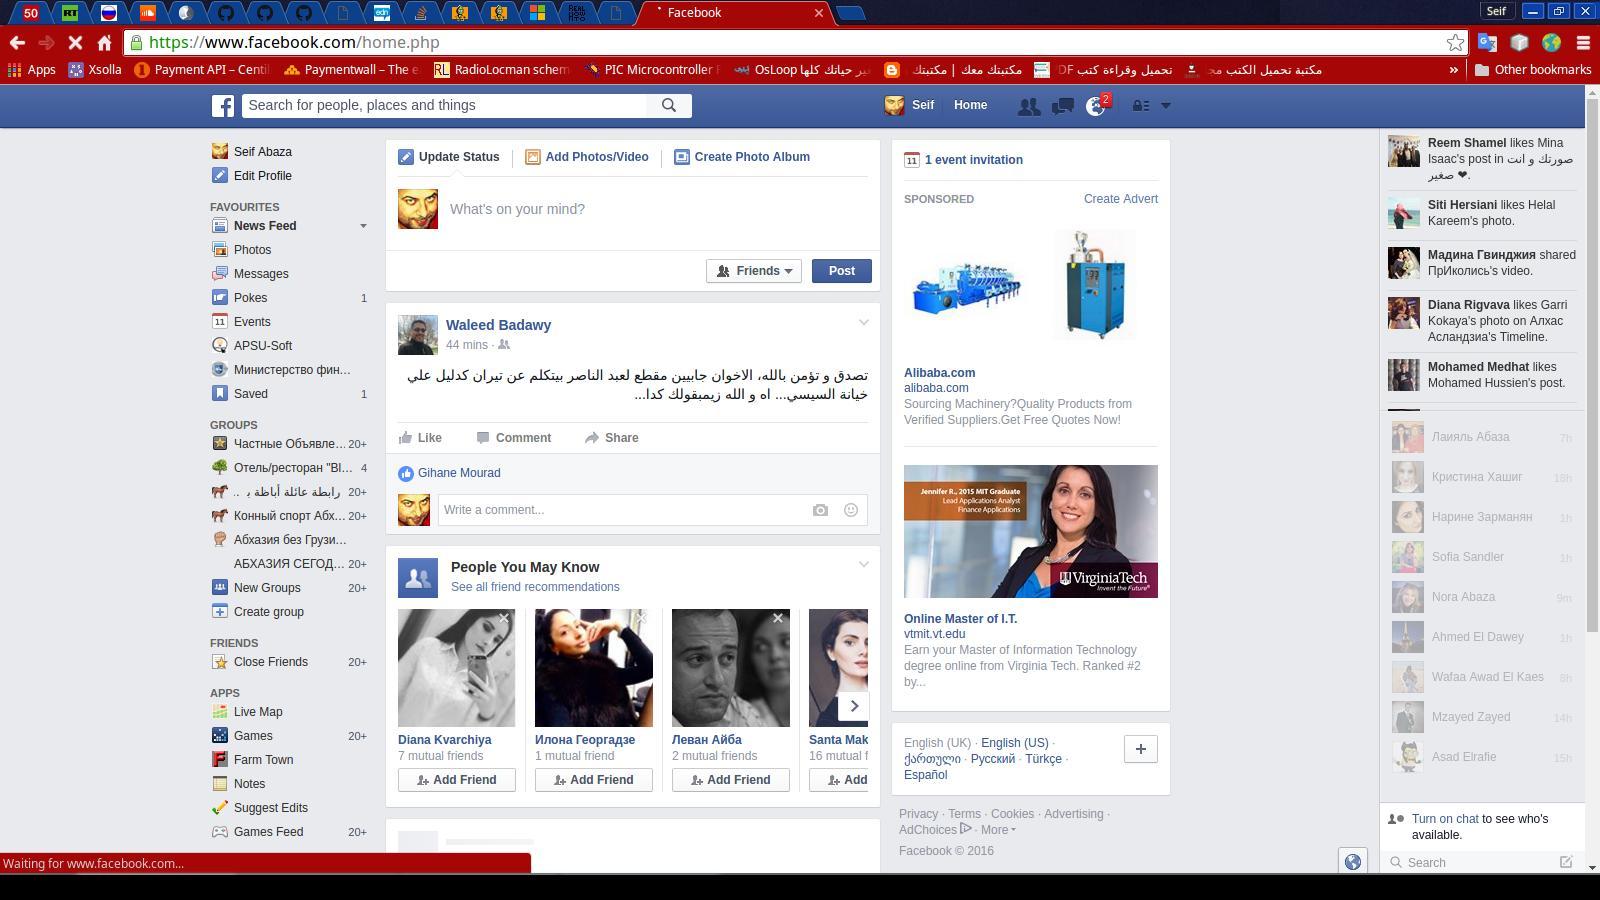 50
RT
edn
Facebook
Seif
https://www.facebook.com/home.php
Apps
Xsolla
Payment API – Centi
Paymentwall – The e
RadioLocman schem
PIC Microcontroller F
OsLoop غير حياتك كلها
مكتبتك معك | مكتبتك
تحميل وقراءة كتب DF
مكتبة تحميل الكتب مج
»
Other bookmarks
Search for people, places and things
Seif
Home
2
Seif Abaza
Edit Profile
FAVOURITES
News Feed
Photos
Messages
Pokes 1
Events
APSU-Soft
Министерство фин...
Saved 1
GROUPS
Частные Объявле... 20+
Отель/ресторан "Bl... 4
رابطة عائلة أباظة ب .. 20+
Конный спорт Абх... 20+
Абхазия без Грузи...
АБХАЗИЯ СЕГОД... 20+
New Groups 20+
Create group
FRIENDS
Close Friends 20+
APPS
Live Map
Games 20+
Farm Town
Notes
Suggest Edits
Games Feed 20+
Waiting for www.facebook.com...
Update Status
Add Photos/Video
Create Photo Album
What's on your mind?
Friends
Post
Waleed Badawy
44 mins ·
تصدق و تؤمن بالله، الاخوان جايبين مقطع لعبد الناصر بيتكلم عن تيران كدليل علي
خيانة السيسي... اه و الله زيمبقولك كدا...
Like Comment Share
Gihane Mourad
Write a comment...
People You May Know
See all friend recommendations
Diana Kvarchiya
7 mutual friends
Add Friend
Илона Георгадзе
1 mutual friend
Add Friend
Леван Айба
2 mutual friends
Add Friend
Santa Mak
16 mutual f
Add
11 1 event invitation
SPONSORED
Create Advert
Alibaba.com
alibaba.com
Sourcing Machinery?Quality Products from
Verified Suppliers.Get Free Quotes Now!
Jennifer R., 2015 MIT Graduate
Lead Applications Analyst
Finance Applications
VirginiaTech
Invent the Future
Online Master of I.T.
vtmit.vt.edu
Earn your Master of Information Technology
degree online from Virginia Tech. Ranked #2
by...
English (UK) · English (US) ·
ქართული · Русский · Türkçe ·
Español
Privacy · Terms · Cookies · Advertising ·
AdChoices · More
Facebook © 2016
Reem Shamel likes Mina
Isaac's post in صورتك و انت
صغير ❤.
Siti Hersiani likes Helal
Kareem's photo.
Мадина Гвинджия shared
ПрИколись's video.
Diana Rigvava likes Garri
Kokaya's photo on Алхас
Асландзиа's Timeline.
Mohamed Medhat likes
Mohamed Hussien's post.
Лаияль Абаза 7h
Кристина Хашиг 18h
Нарине Зарманян 1h
Sofia Sandler 1h
Nora Abaza 9m
Ahmed El Dawey 1h
Wafaa Awad El Kaes 8h
Mzayed Zayed 14h
Asad Elrafie 15h
Turn on chat to see who's
available.
Search